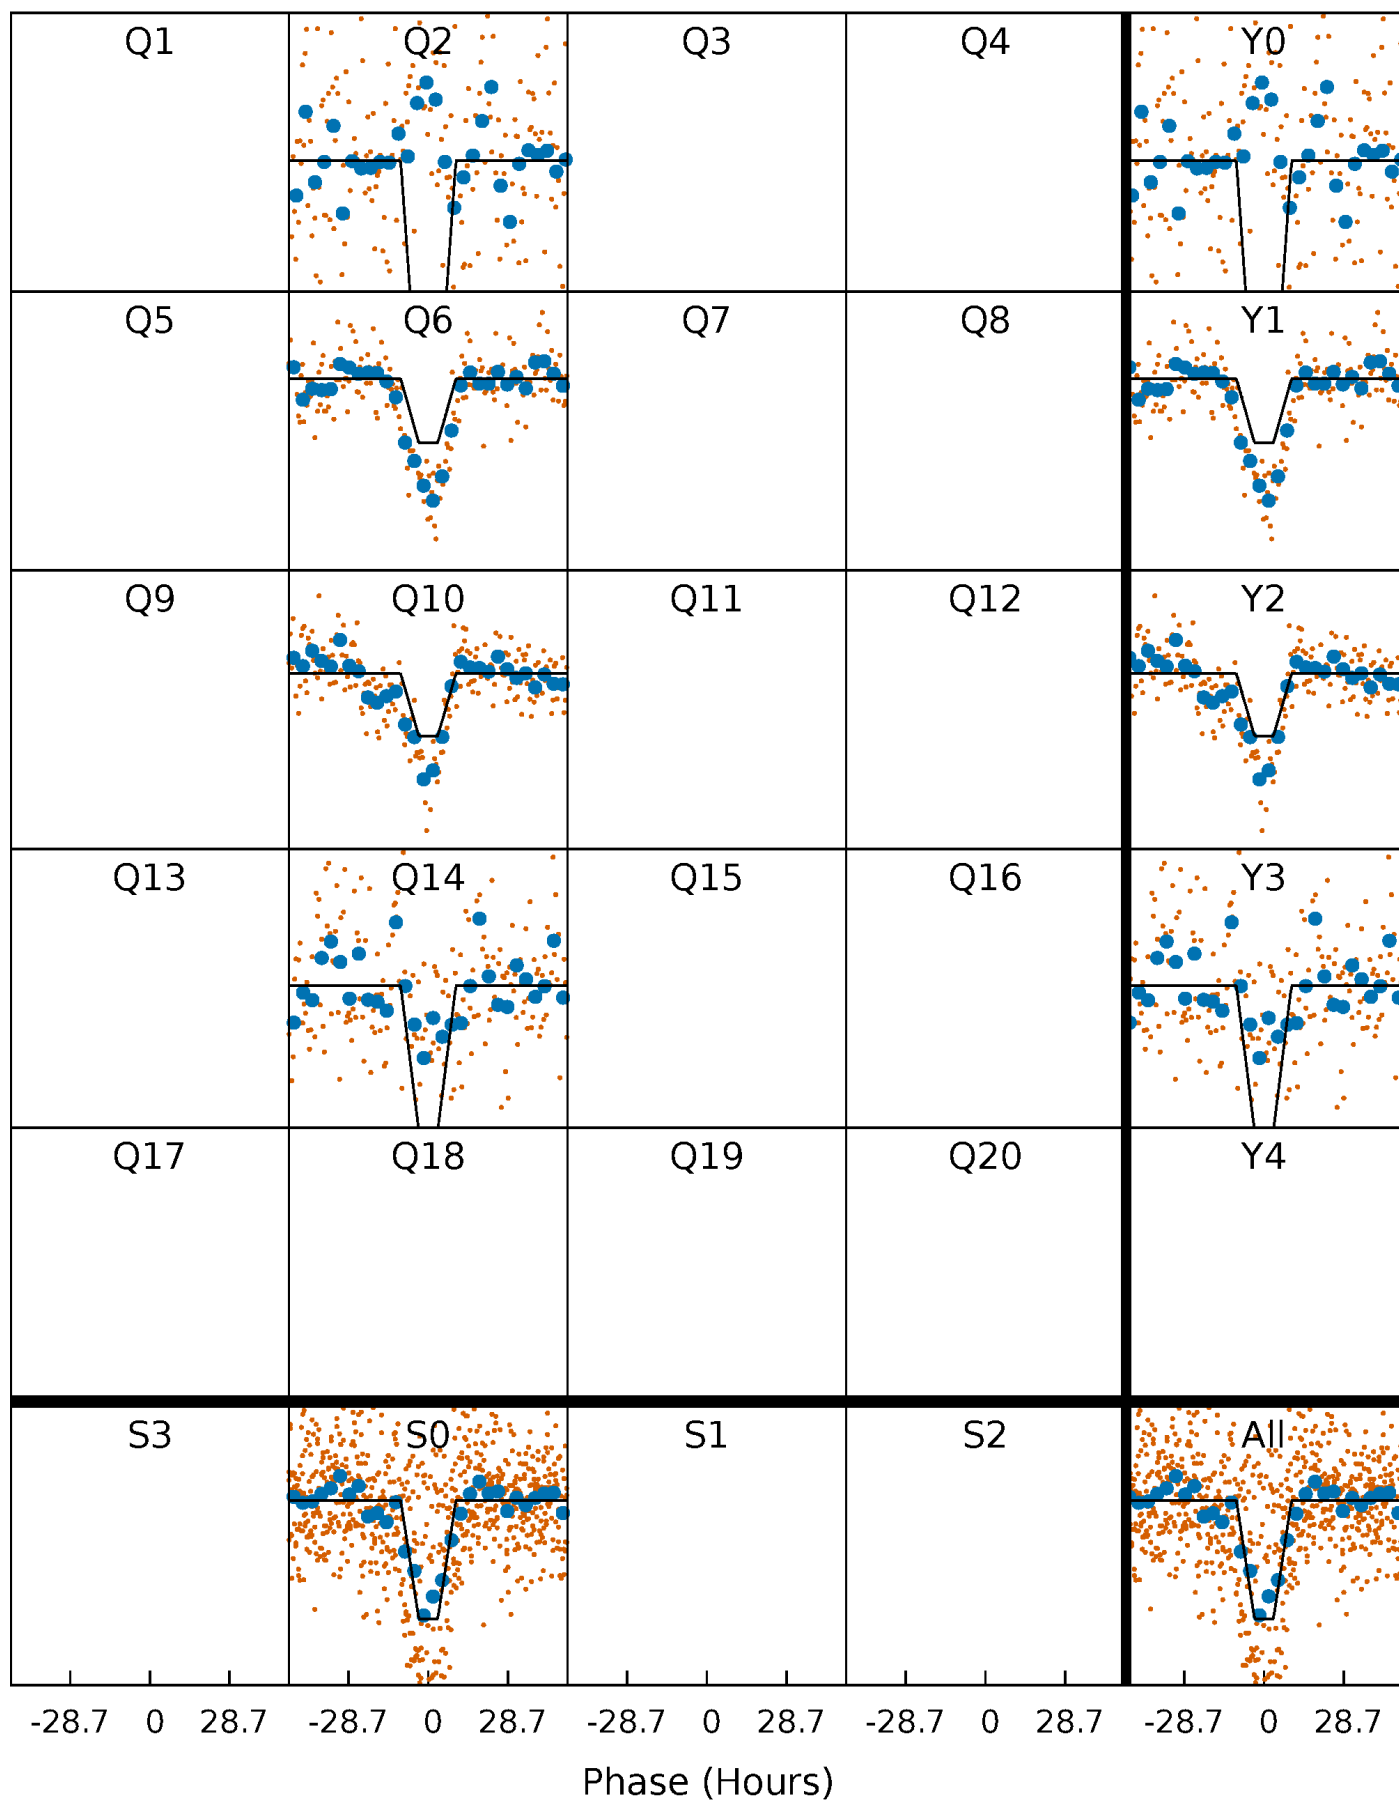 Q1 Q2 Q3 Q4 Y0
Q5 Q6 Q7 Q8 Y1
Q9 Q10 Q11 Q12 Y2
Q13 Q14 Q15 Q16 Y3
Q17 Q18 Q19 Q20 Y4
S3 S0 S1 S2 All
-28.7 0 28.7 -28.7 0 28.7 -28.7 0 28.7 -28.7 0 28.7 -28.7 0 28.7
Phase (Hours)